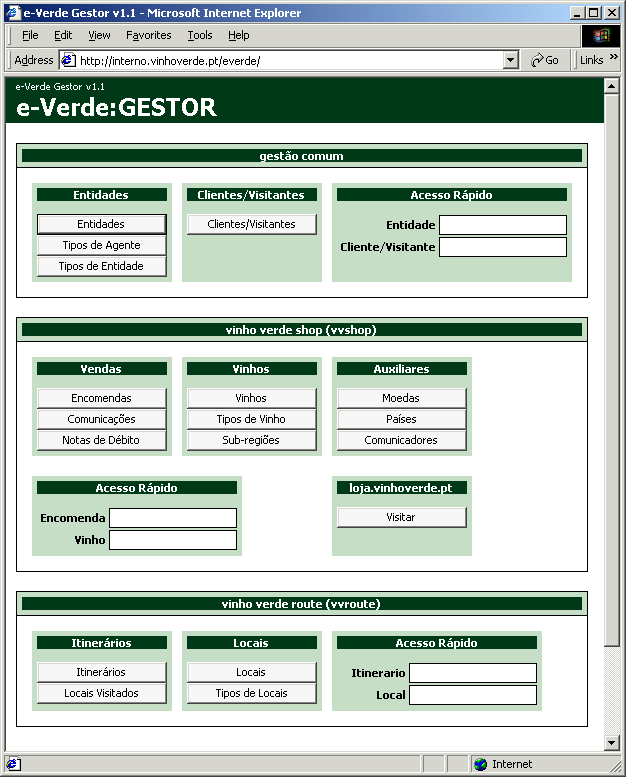 e-Verde Gestor v1.1 - Microsoft Internet Explorer
File Edit View Favorites Tools Help
Address http://interno.vinhoverde.pt/everde/ Go Links »
e-Verde Gestor v1.1
e-Verde:GESTOR
gestão comum
Entidades Clientes/Visitantes Acesso Rápido
Entidades Clientes/Visitantes Entidade
Tipos de Agente Cliente/Visitante
Tipos de Entidade
vinho verde shop (vvshop)
Vendas Vinhos Auxiliares
Encomendas Vinhos Moedas
Comunicações Tipos de Vinho Países
Notas de Débito Sub-regiões Comunicadores
Acesso Rápido loja.vinhoverde.pt
Encomenda Visitar
Vinho
vinho verde route (vvroute)
Itinerários Locais Acesso Rápido
Itinerários Locais Itinerario
Locais Visitados Tipos de Locais Local
Internet